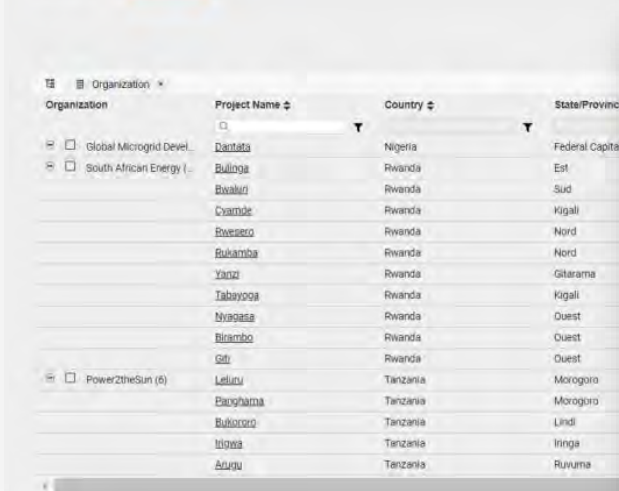 Organization ×
Organization Project Name Country State/Provinc
Global Microgrid Devel... Dantata Nigeria Federal Capita
South African Energy (... Bulinga Rwanda Est
Bwaluri Rwanda Sud
Cyamde Rwanda Kigali
Rwesero Rwanda Nord
Rukamba Rwanda Nord
Yanzi Rwanda Gitarama
Tabayooa Rwanda Kigali
Nyagasa Rwanda Ouest
Birambo Rwanda Ouest
Giti Rwanda Ouest
Power2theSun (6) Leluru Tanzania Morogoro
Panghama Tanzania Morogoro
Bukororo Tanzania Lindi
Iriqwa Tanzania Iringa
Arugu Tanzania Ruvuma